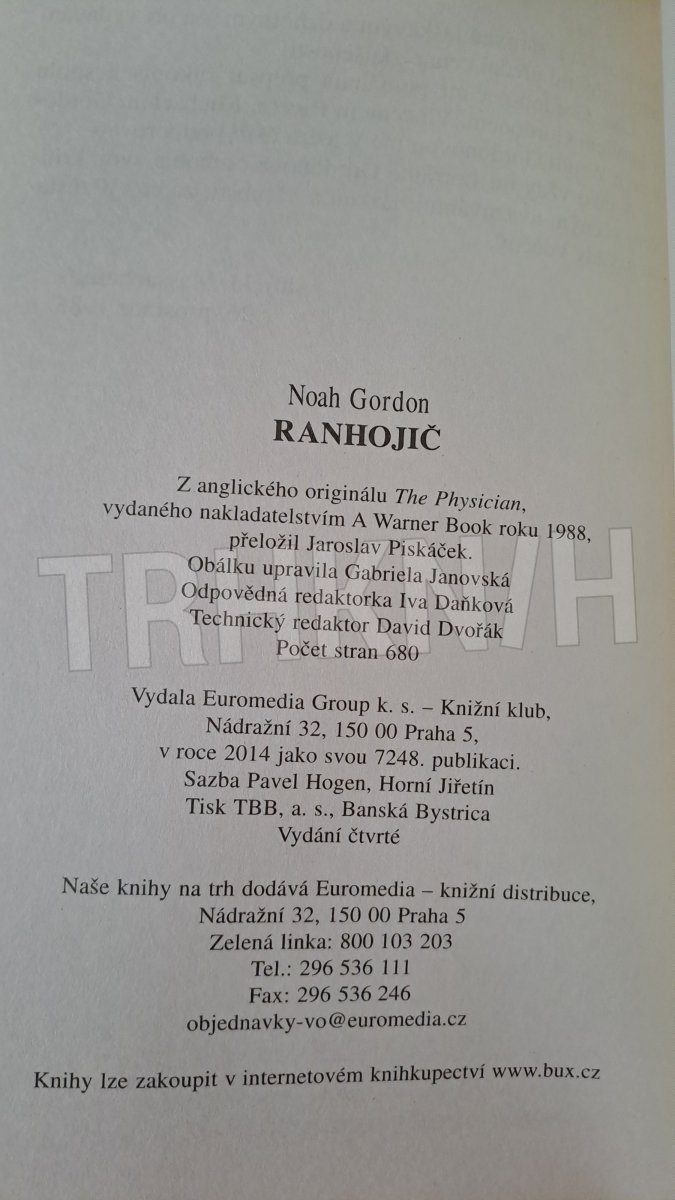 Noah Gordon
RANHOJIČ
Z anglického originálu The Physician,
vydaného nakladatelstvím A Warner Book roku 1988,
přeložil Jaroslav Piskáček.
Obálku upravila Gabriela Janovská
Odpovědná redaktorka Iva Daňková
Technický redaktor David Dvořák
Počet stran 680
Vydala Euromedia Group k. s. – Knižní klub,
Nádražní 32, 150 00 Praha 5,
v roce 2014 jako svou 7248. publikaci.
Sazba Pavel Hogen, Horní Jiřetín
Tisk TBB, a. s., Banská Bystrica
Vydání čtvrté
Naše knihy na trh dodává Euromedia – knižní distribuce,
Nádražní 32, 150 00 Praha 5
Zelená linka: 800 103 203
Tel.: 296 536 111
Fax: 296 536 246
objednavky-vo@euromedia.cz
Knihy lze zakoupit v internetovém knihkupectví www.bux.cz